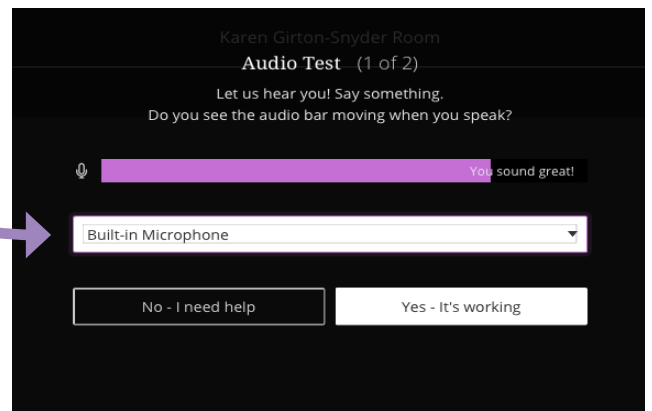 Karen Girton-Snyder Room
Audio Test (1 of 2)
Let us hear you! Say something.
Do you see the audio bar moving when you speak?
You sound great!
Built-in Microphone
No - I need help
Yes - It's working